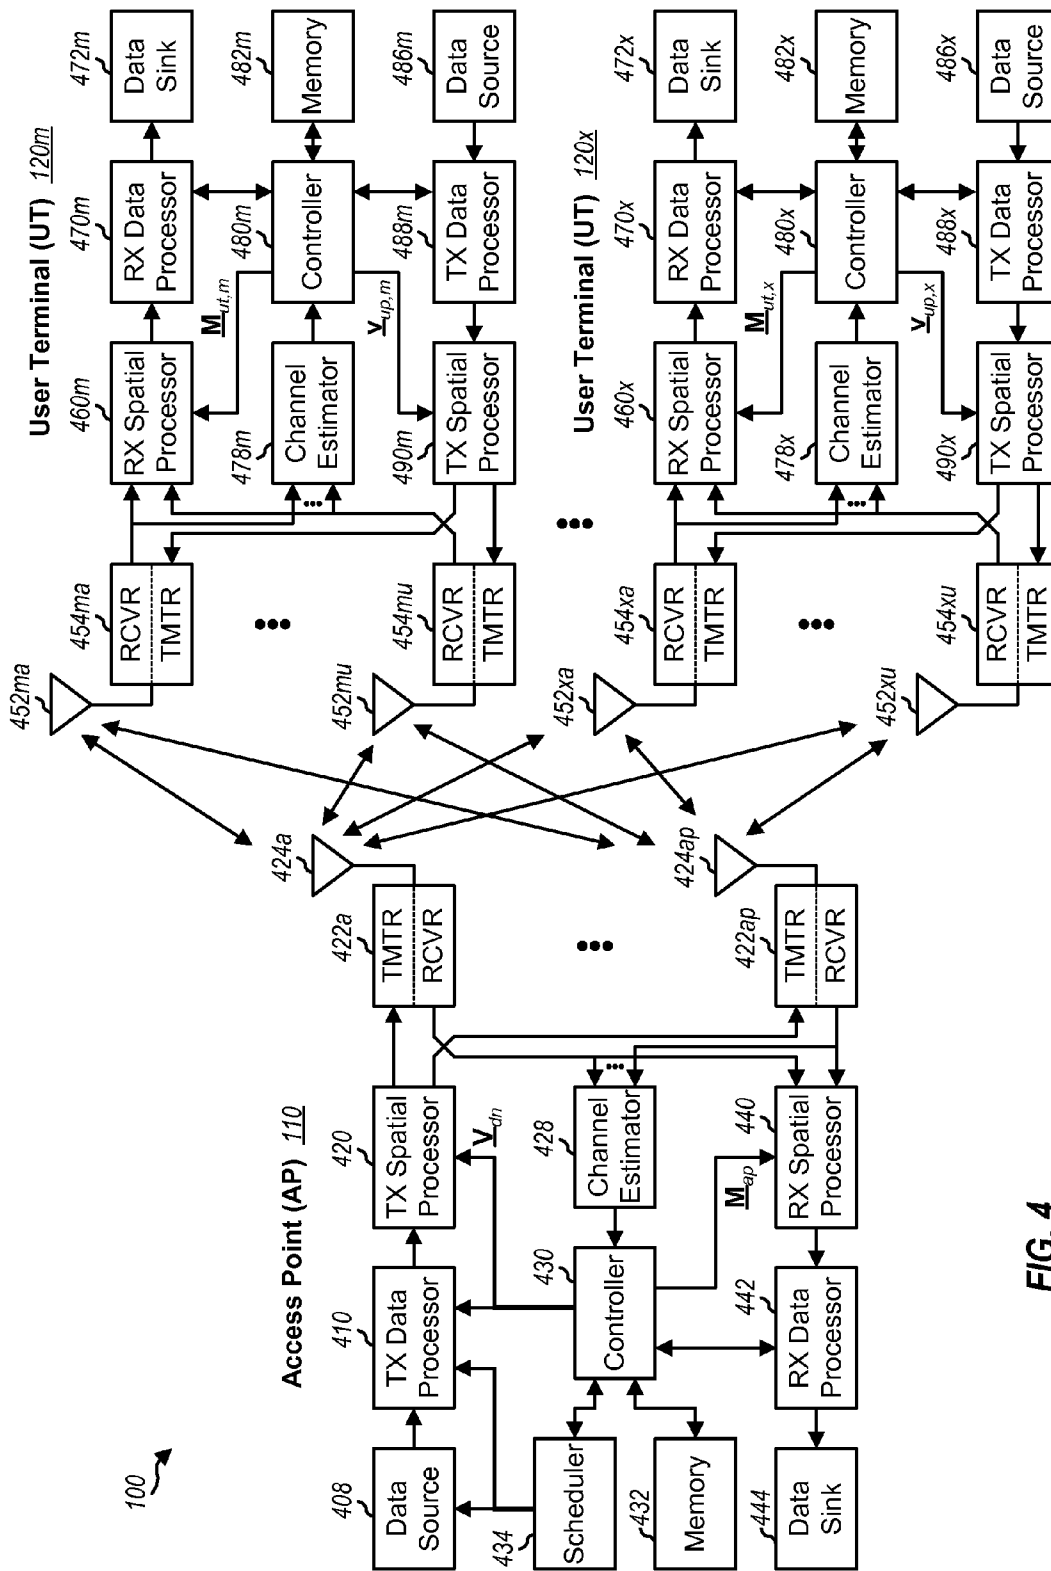 100
Access Point (AP) 110
408
Data
Source
410
TX Data
Processor
420
TX Spatial
Processor
V dn
434
Scheduler
430
Controller
428
Channel
Estimator
...
432
Memory
M ap
444
Data
Sink
442
RX Data
Processor
440
RX Spatial
Processor
422a
TMTR
RCVR
424a
...
422ap
TMTR
RCVR
424ap
User Terminal (UT) 120m
452ma
454ma
RCVR
TMTR
...
452mu
454mu
RCVR
TMTR
460m
RX Spatial
Processor
470m
RX Data
Processor
472m
Data
Sink
M ut,m
478m
Channel
Estimator
...
480m
Controller
482m
Memory
v up,m
490m
TX Spatial
Processor
488m
TX Data
Processor
486m
Data
Source
...
User Terminal (UT) 120x
452xa
454xa
RCVR
TMTR
...
452xu
454xu
RCVR
TMTR
460x
RX Spatial
Processor
470x
RX Data
Processor
472x
Data
Sink
M ut,x
478x
Channel
Estimator
...
480x
Controller
482x
Memory
v up,x
490x
TX Spatial
Processor
488x
TX Data
Processor
486x
Data
Source
FIG. 4